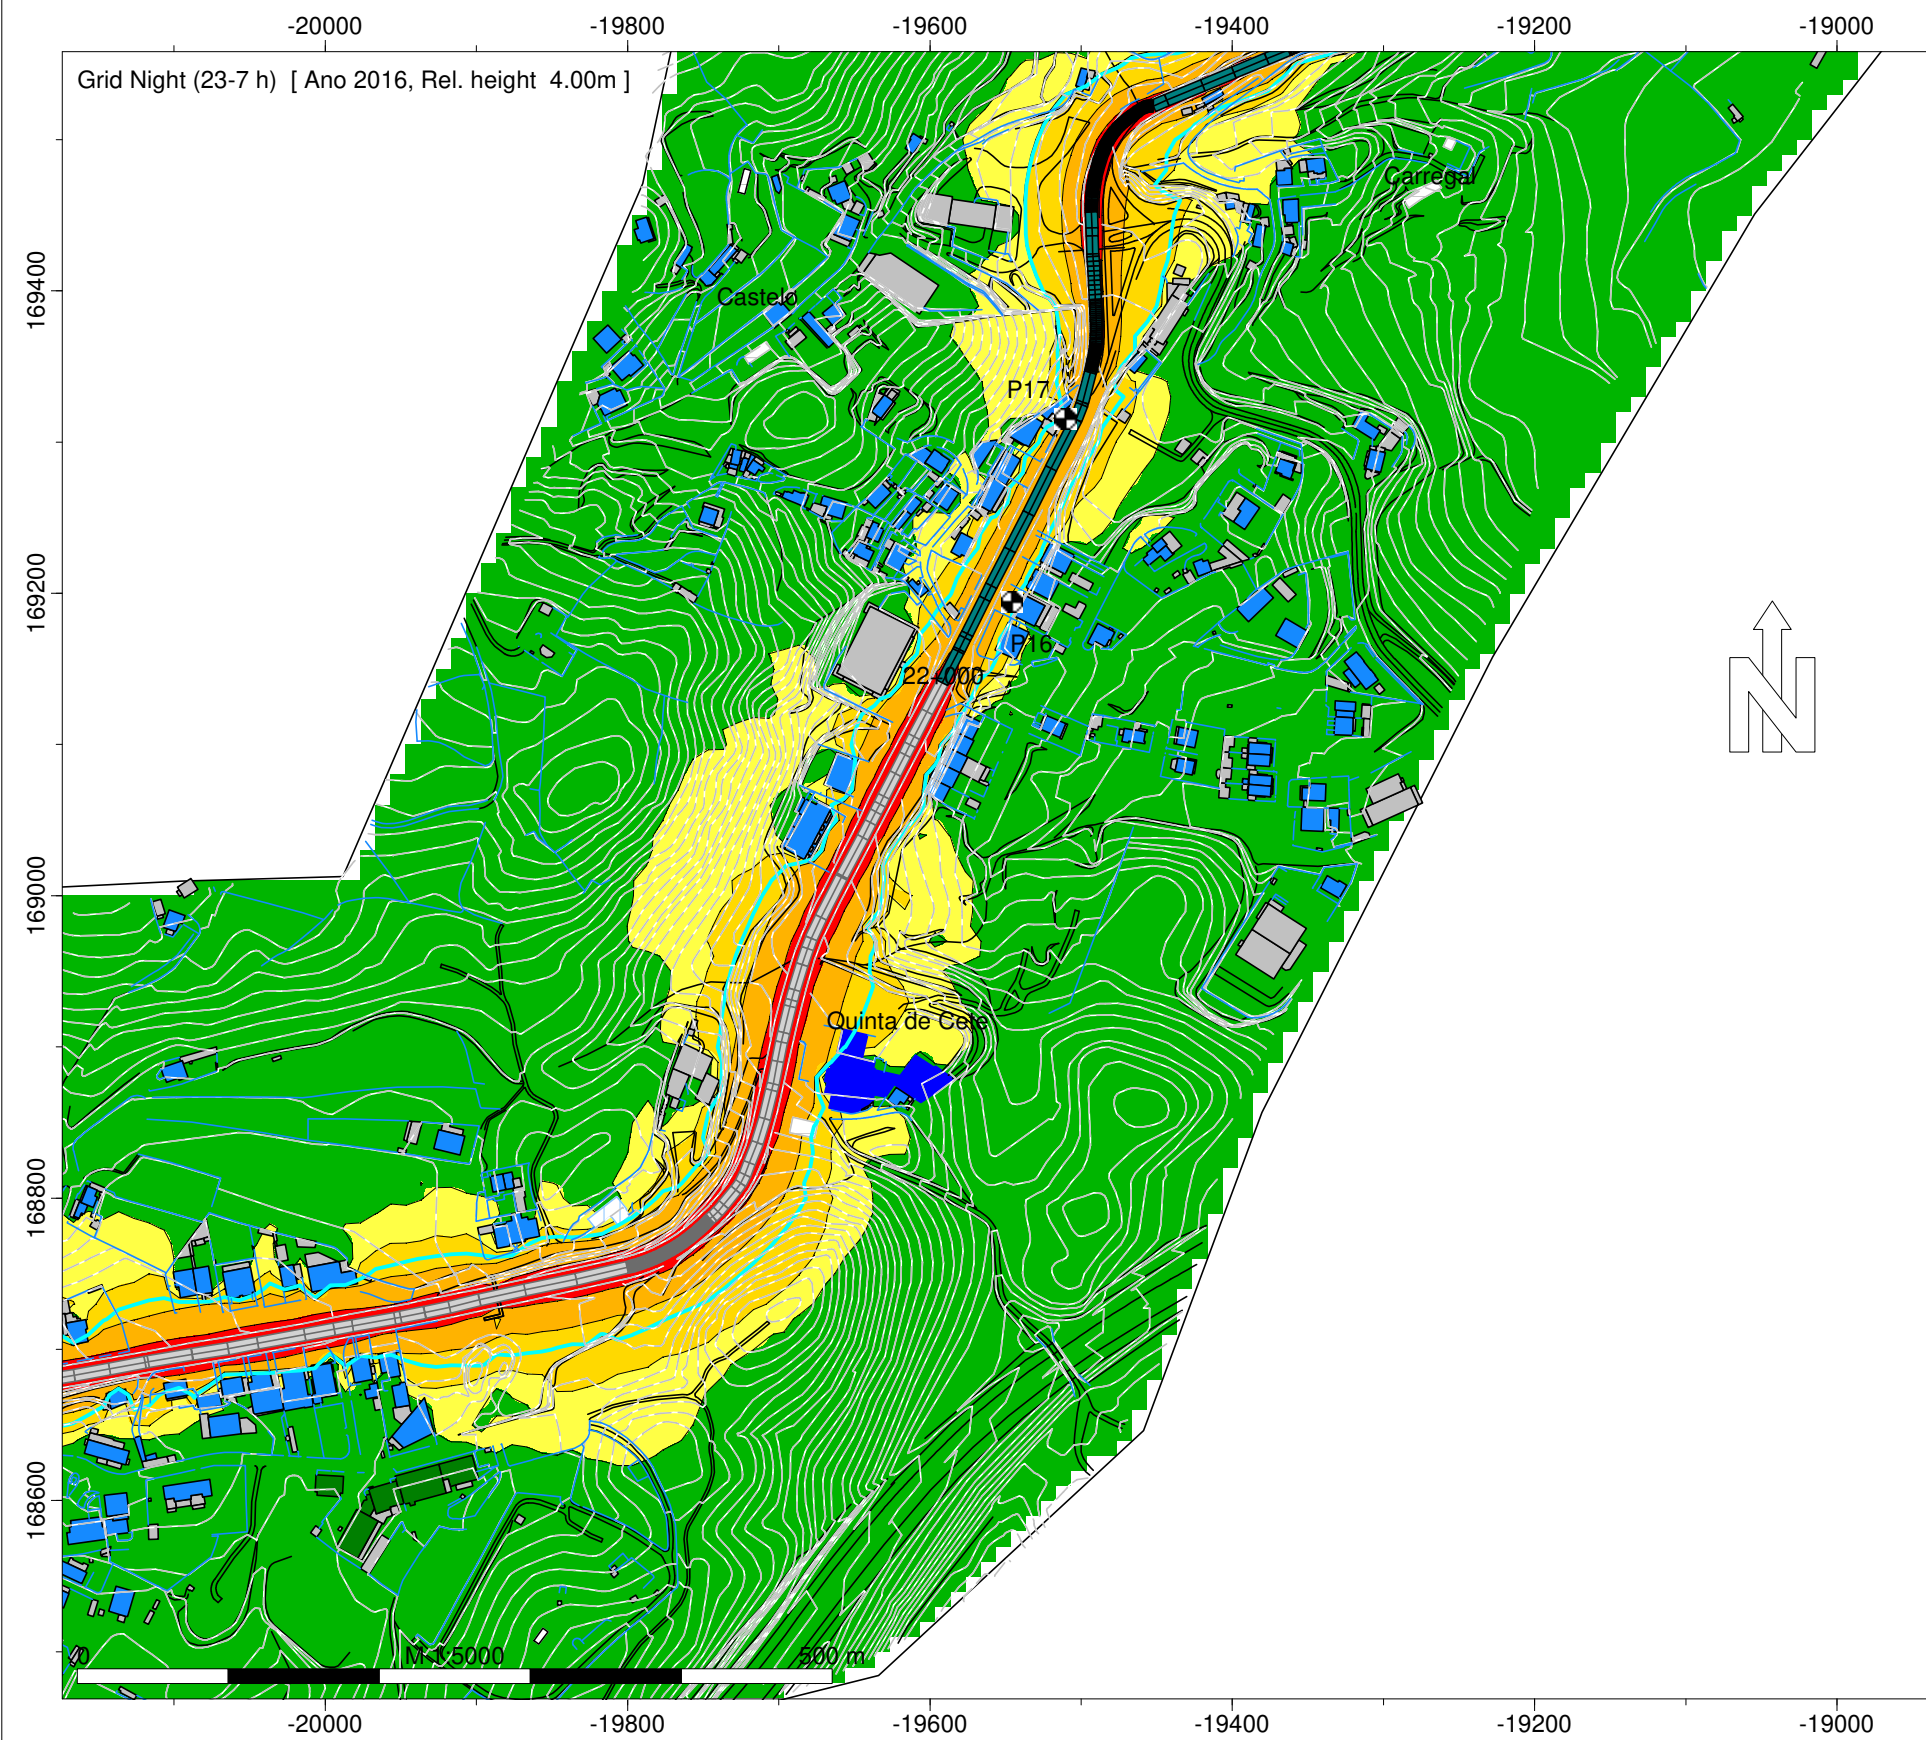 -20000 -19800 -19600 -19400 -19200 -19000
Grid Night (23-7 h) [ Ano 2016, Rel. height 4.00m ]
Carregal
169400
Castelo
P17
169200
P16
22+000
N
169000
Quinta de Cete
168800
168600
0 M 1:5000 500 m
-20000 -19800 -19600 -19400 -19200 -19000